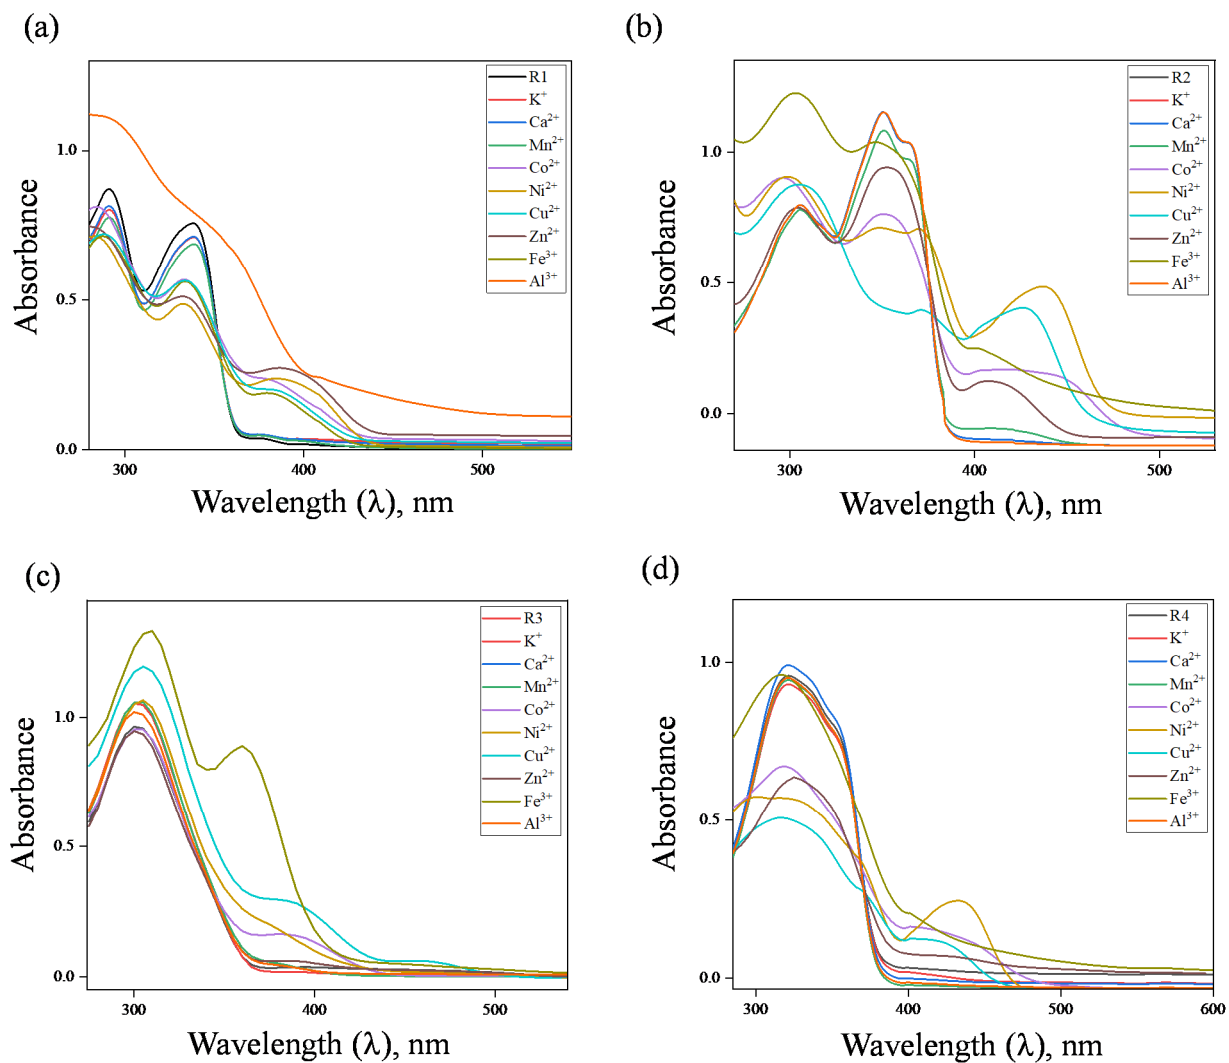 (a)
R1
K+
Ca2+
Mn2+
Co2+
Ni2+
Cu2+
Zn2+
Fe3+
Al3+
1.0
0.5
0.0
300
400
500
Absorbance
Wavelength (λ), nm
(b)
R2
K+
Ca2+
Mn2+
Co2+
Ni2+
Cu2+
Zn2+
Fe3+
Al3+
1.0
0.5
0.0
300
400
500
Absorbance
Wavelength (λ), nm
(c)
R3
K+
Ca2+
Mn2+
Co2+
Ni2+
Cu2+
Zn2+
Fe3+
Al3+
1.0
0.5
0.0
300
400
500
Absorbance
Wavelength (λ), nm
(d)
R4
K+
Ca2+
Mn2+
Co2+
Ni2+
Cu2+
Zn2+
Fe3+
Al3+
1.0
0.5
0.0
300
400
500
600
Absorbance
Wavelength (λ), nm